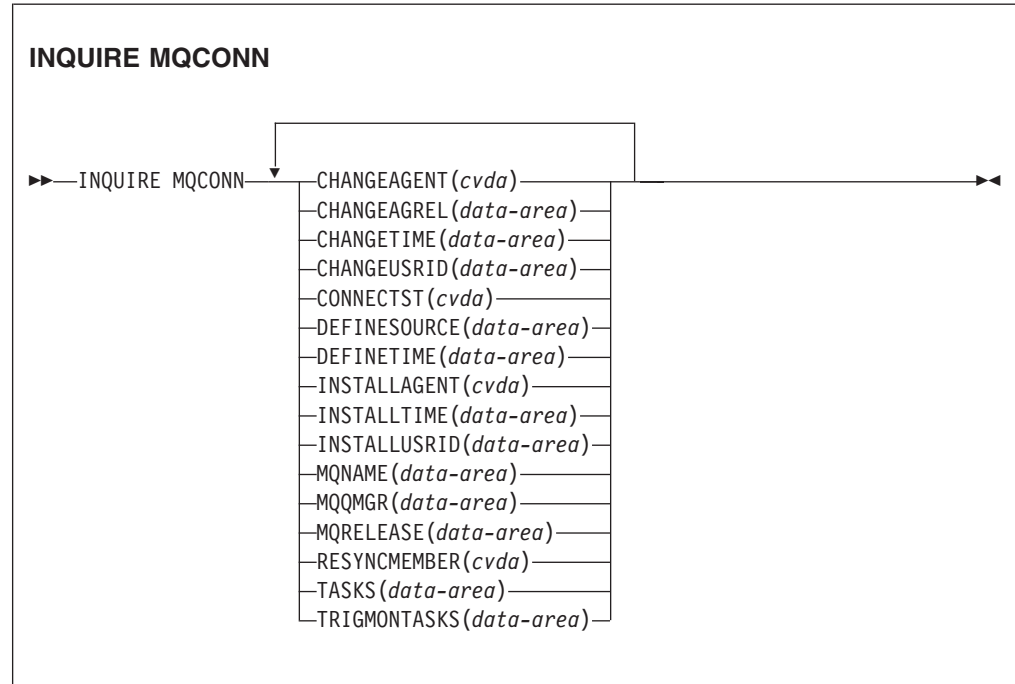 INQUIRE MQCONN
INQUIRE MQCONN CHANGEAGENT(cvda)
CHANGEAGREL(data-area)
CHANGETIME(data-area)
CHANGEUSRID(data-area)
CONNECTST(cvda)
DEFINESOURCE(data-area)
DEFINETIME(data-area)
INSTALLAGENT(cvda)
INSTALLTIME(data-area)
INSTALLUSRID(data-area)
MQNAME(data-area)
MQQMGR(data-area)
MQRELEASE(data-area)
RESYNCMEMBER(cvda)
TASKS(data-area)
TRIGMONTASKS(data-area)